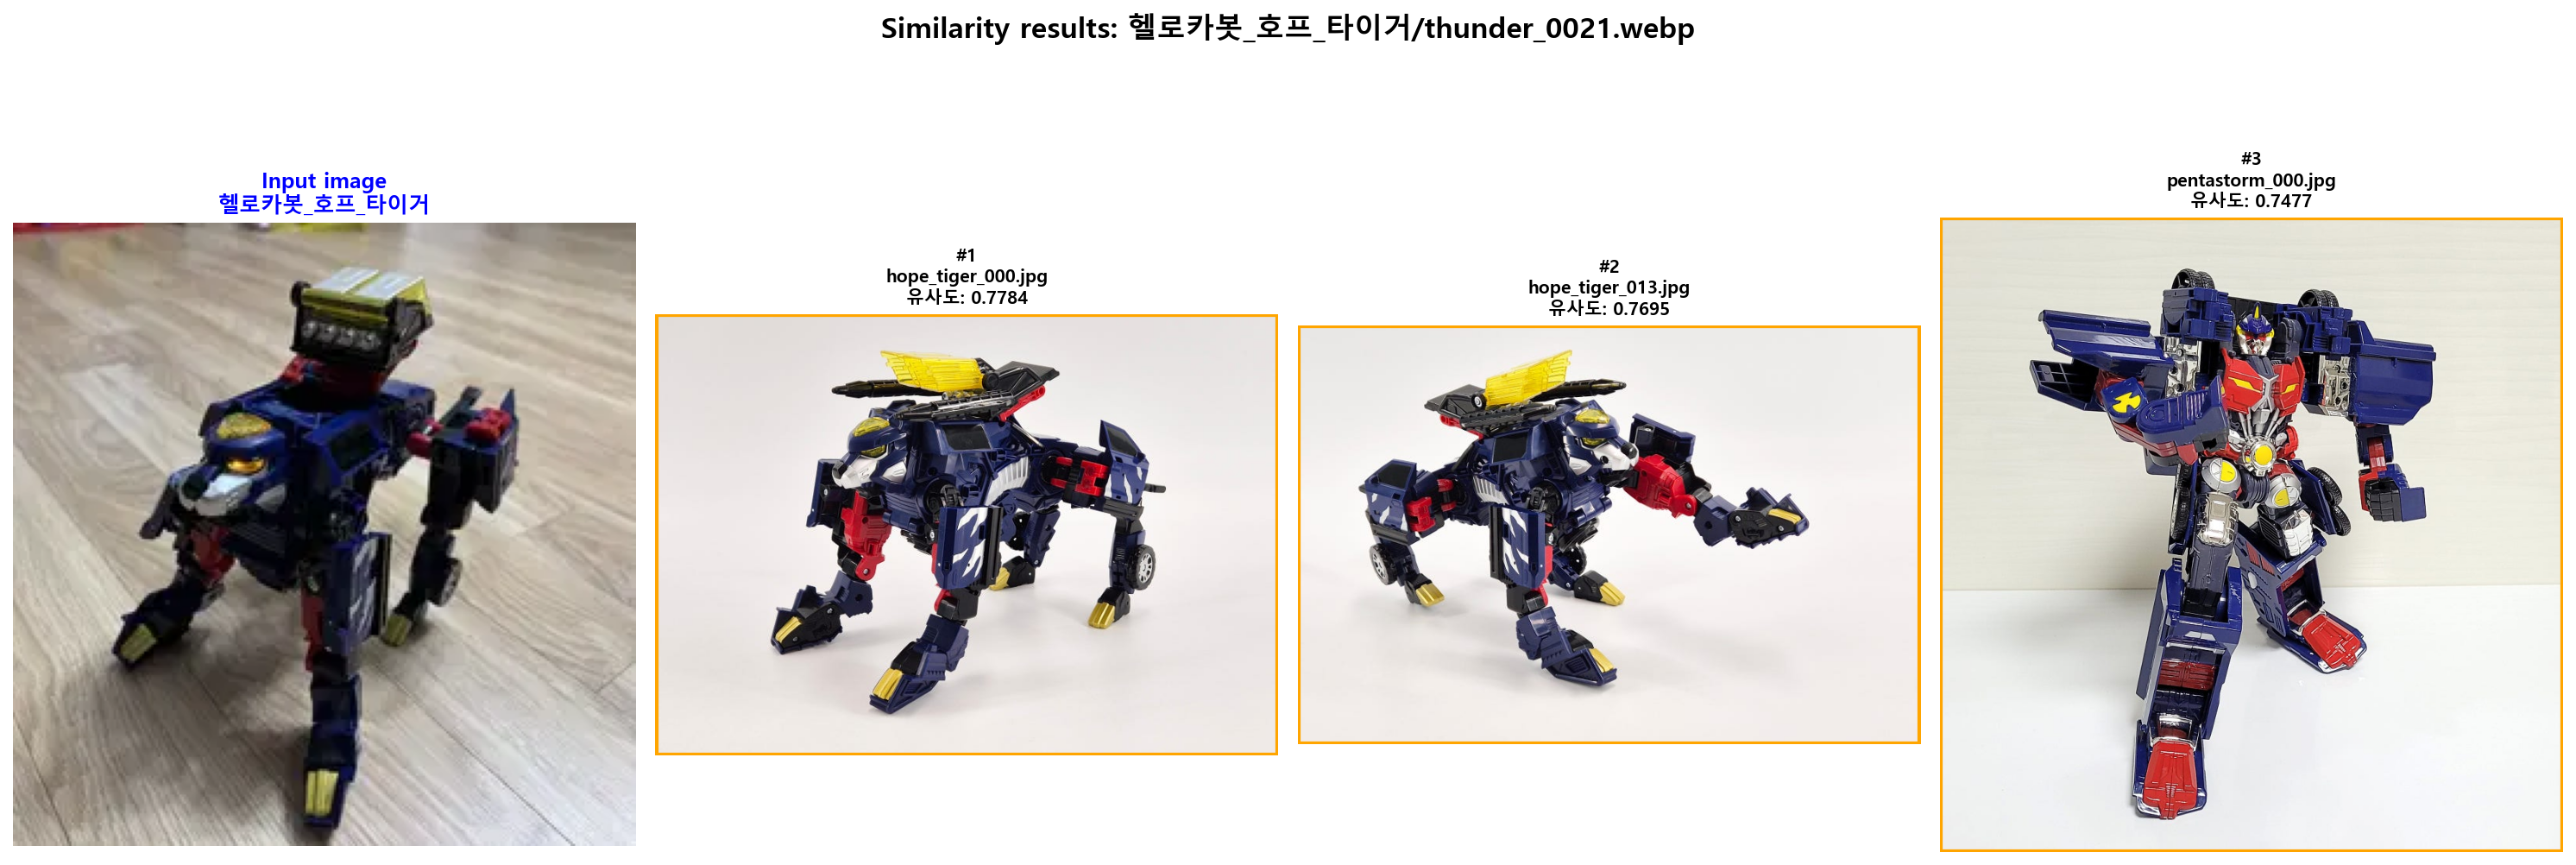 Similarity results: 헬로카봇_호프_타이거/thunder_0021.webp
Input image
헬로카봇_호프_타이거
#1
hope_tiger_000.jpg
유사도: 0.7784
#2
hope_tiger_013.jpg
유사도: 0.7695
#3
pentastorm_000.jpg
유사도: 0.7477